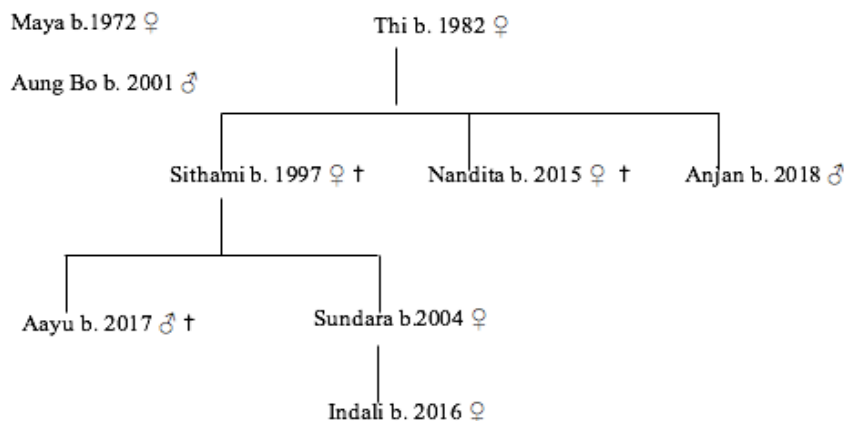 Maya b.1972 ♀
Thi b. 1982 ♀
Aung Bo b. 2001 ♂
Sithami b. 1997 ♀ †
Nandita b. 2015 ♀ †
Anjan b. 2018 ♂
Aayu b. 2017 ♂ †
Sundara b.2004 ♀
Indali b. 2016 ♀